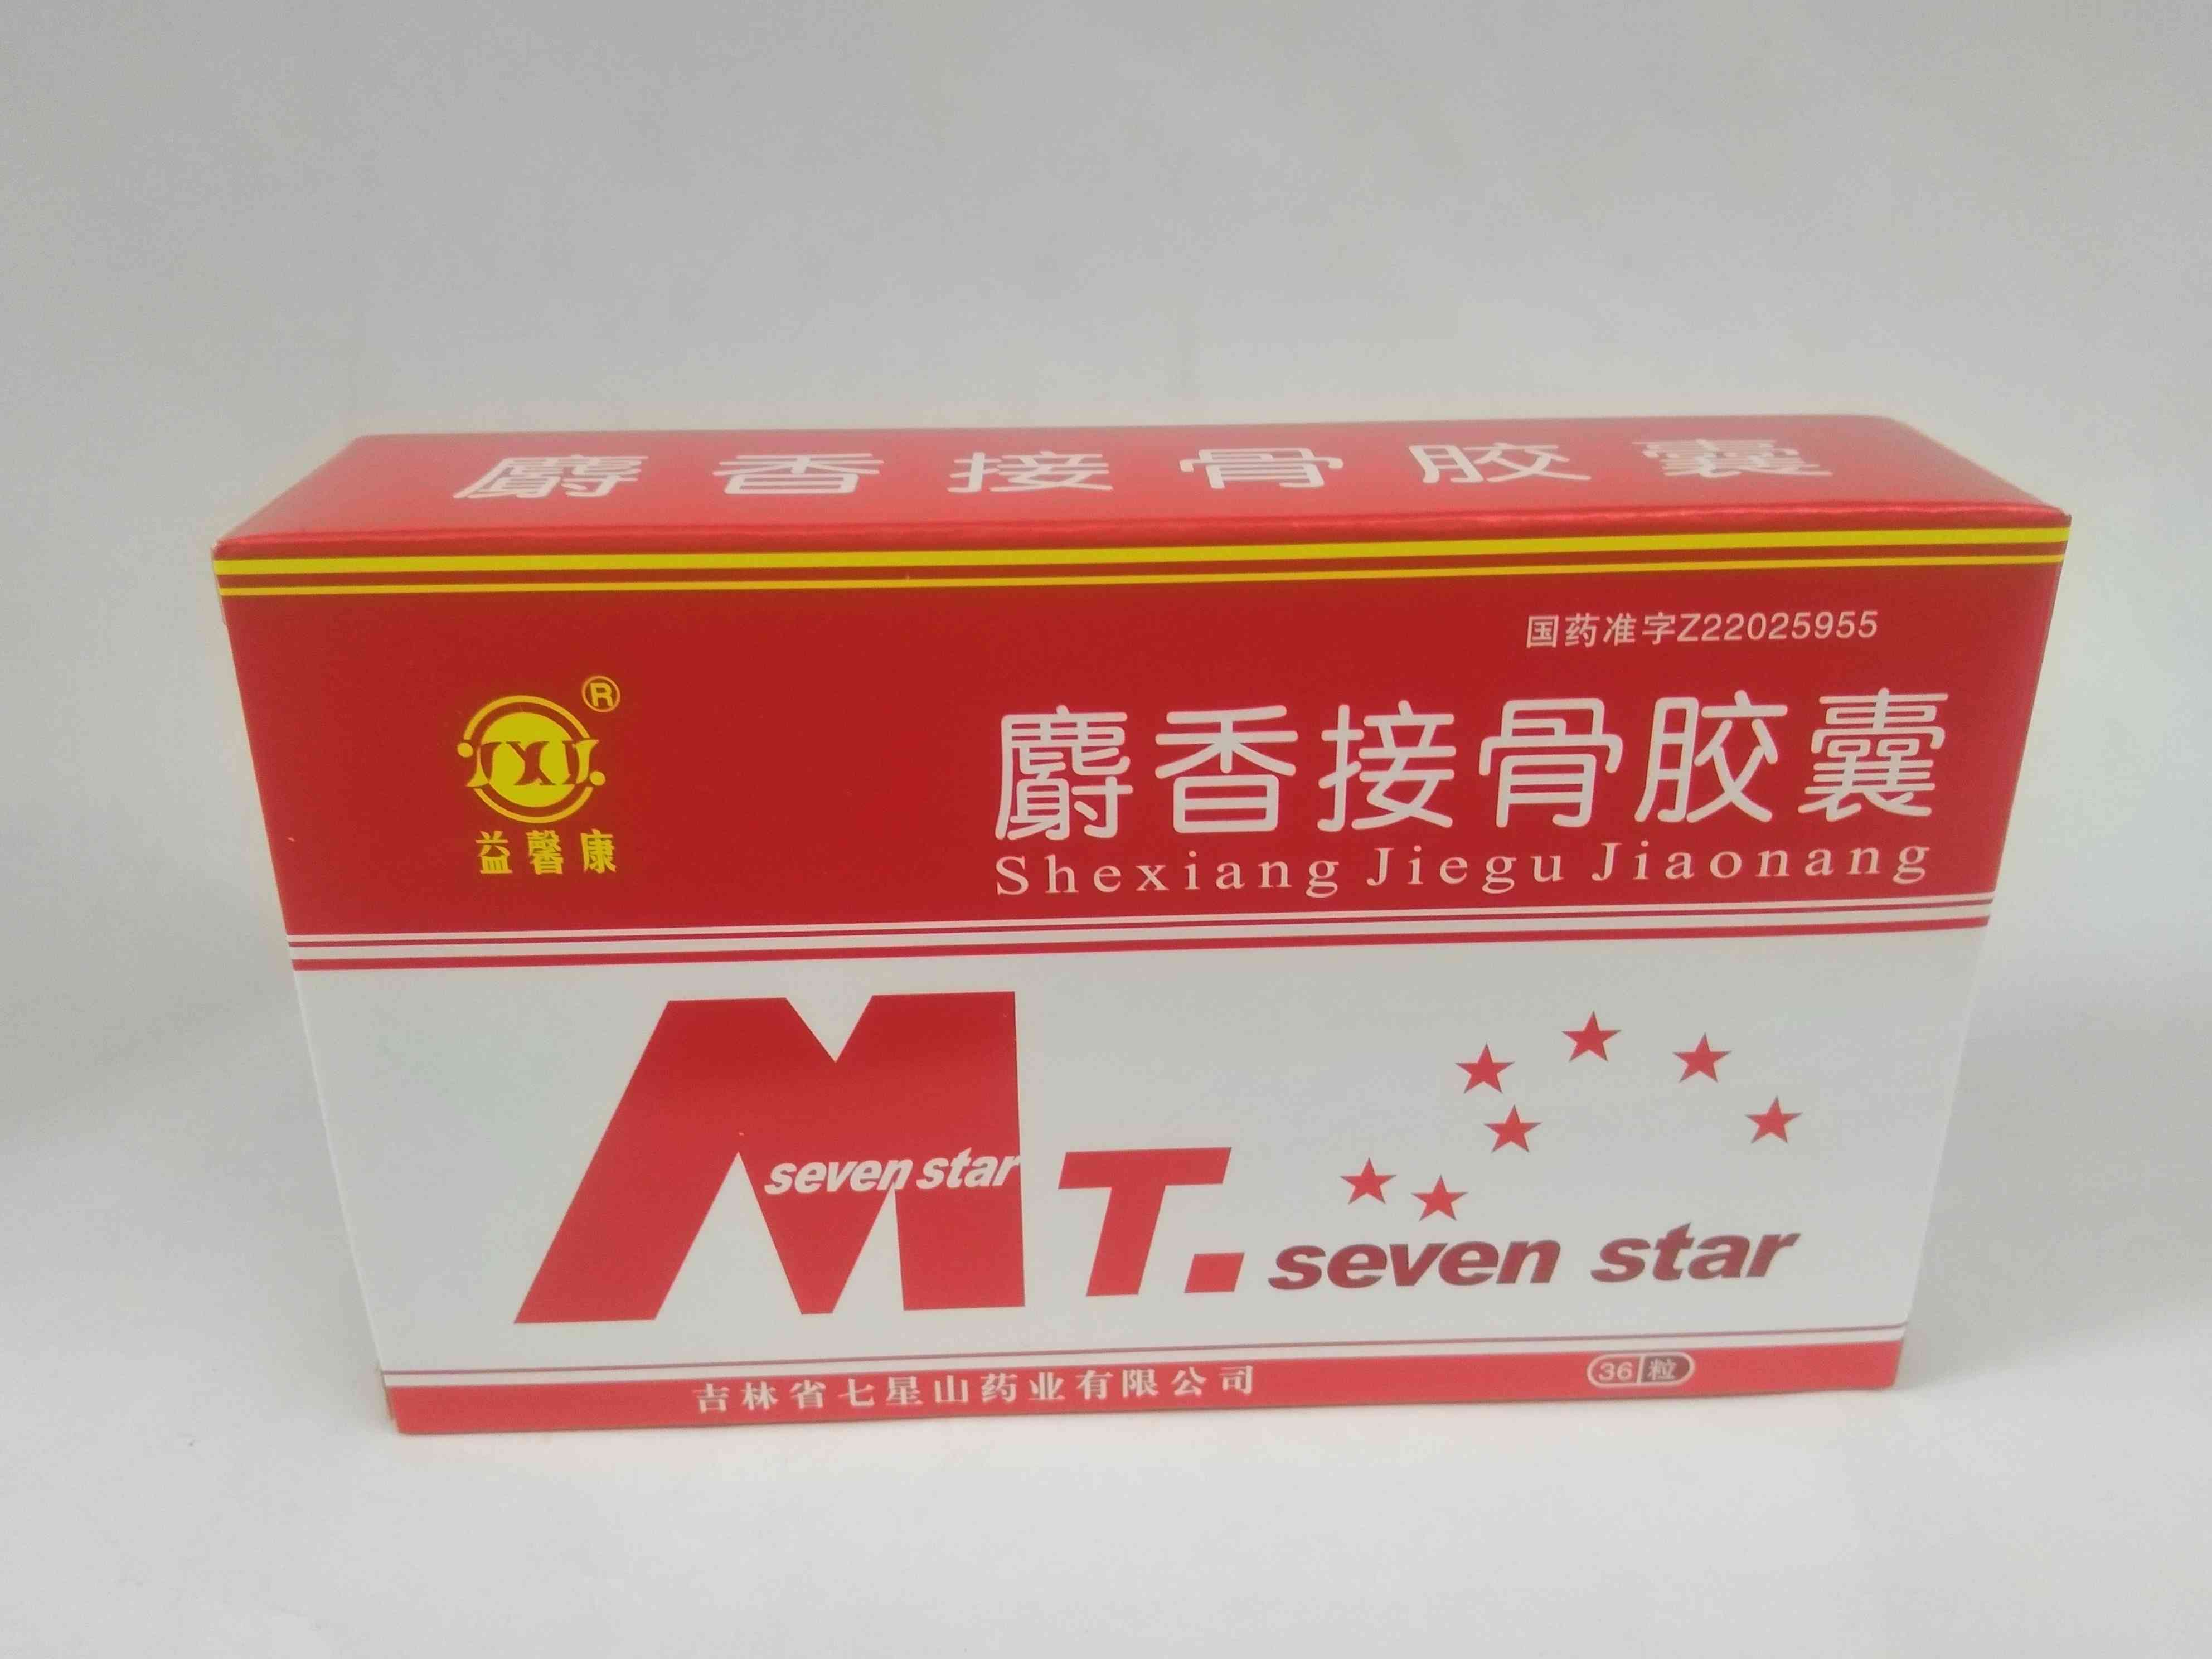 麝香接骨胶囊
国药准字Z22025955
®
益馨康
麝香接骨胶囊
Shexiang Jiegu Jiaonang
M
seven star
T.
seven star
吉林省七星山药业有限公司
36粒